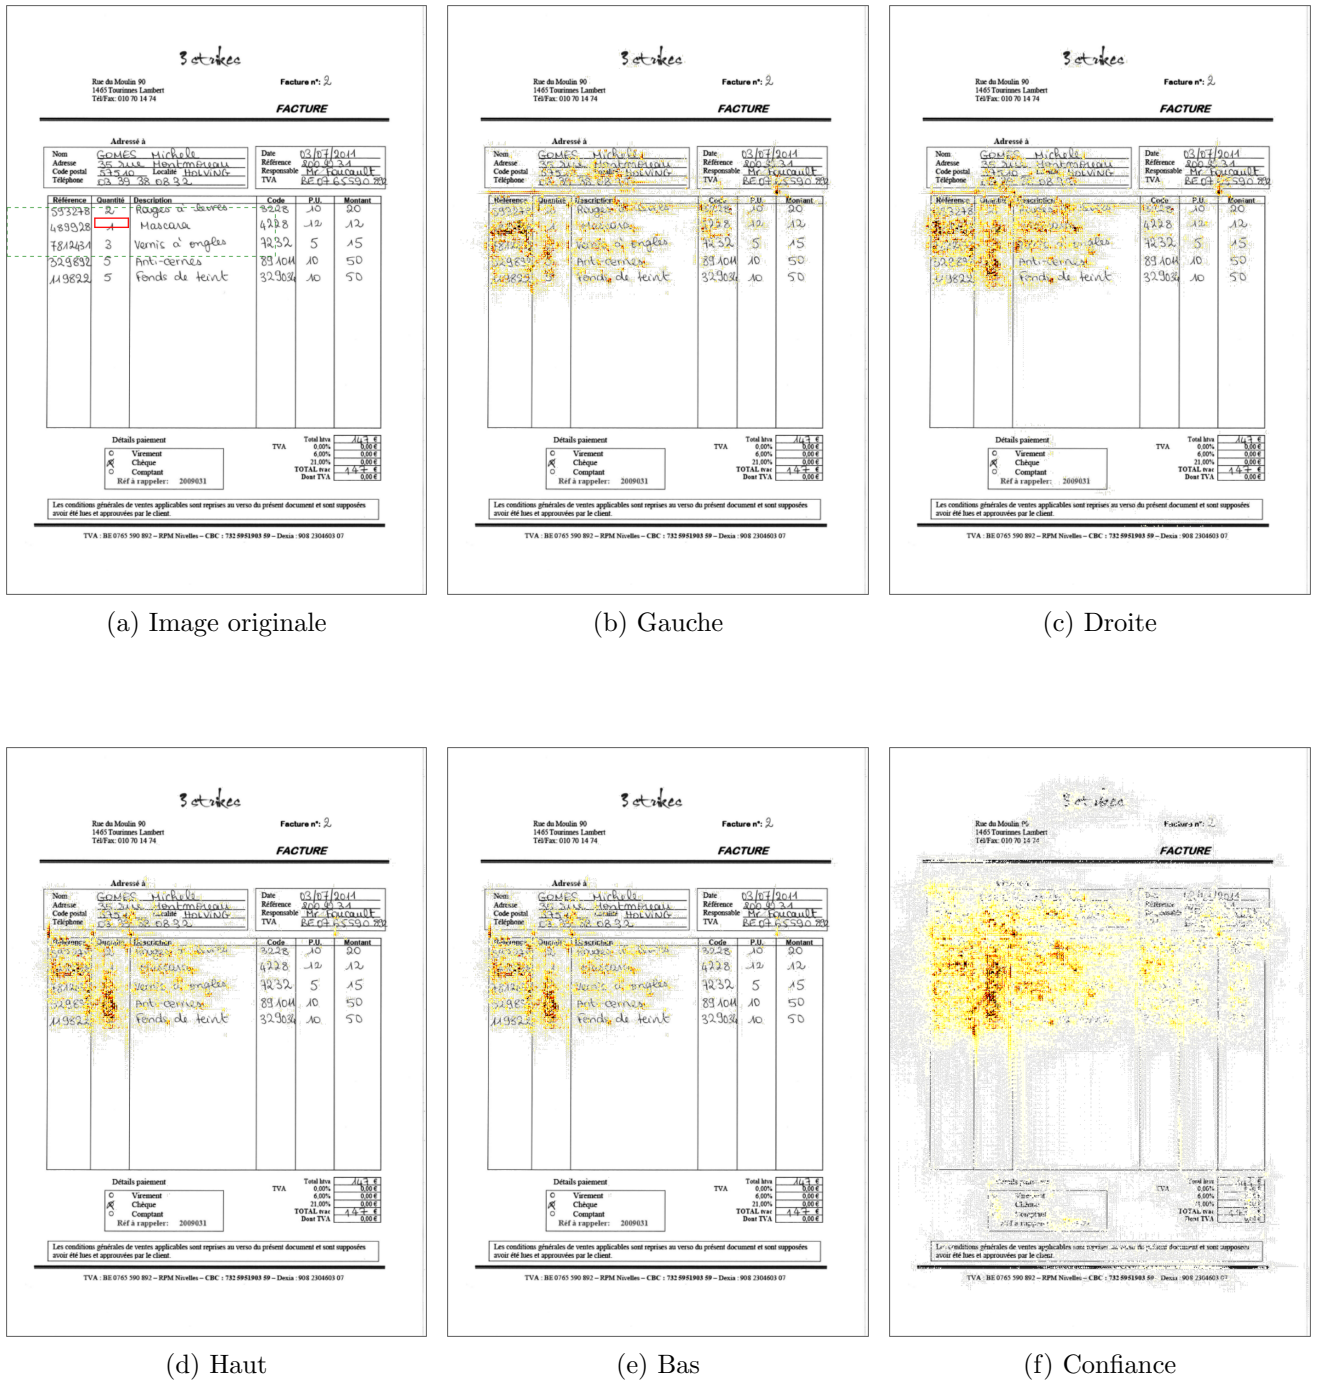 3 strikes
Rue du Moulin 90
1465 Tourinnes Lambert
Tél/Fax: 010 70 14 74
Facture n°: 2
FACTURE
Adressé à
Nom GOMES Michele
Adresse 35 rue Montmoreau
Code postal 57510 Localité HOLVING
Téléphone 03 39 38 08 92
Date 03/07/2011
Référence
Responsable Mr Foucault
TVA BE 07 65590 892
Référence Quantité Description Code P.U. Montant
593278 2 Rouges à lèvres 3228 10 20
489928 1 Mascara 4228 12 12
7812431 3 Vernis à ongles 7232 5 15
329892 5 Anti-cernes 891011 10 50
119822 5 Fonds de teint 329034 10 50
Détails paiement
Virement
Chèque
Comptant
Réf à rappeler: 2009031
Total htva 147 €
TVA 0,00% 0,00 €
6,00% 0,00 €
21,00% 0,00 €
TOTAL tvac 147 €
Dont TVA 0,00 €
Les conditions générales de ventes applicables sont reprises au verso du présent document et sont supposées
avoir été lues et approuvées par le client.
TVA : BE 0765 590 892 – RPM Nivelles – CBC : 732 5951903 59 – Dexia : 908 2304603 07
(a) Image originale
(b) Gauche
(c) Droite
(d) Haut
(e) Bas
(f) Confiance